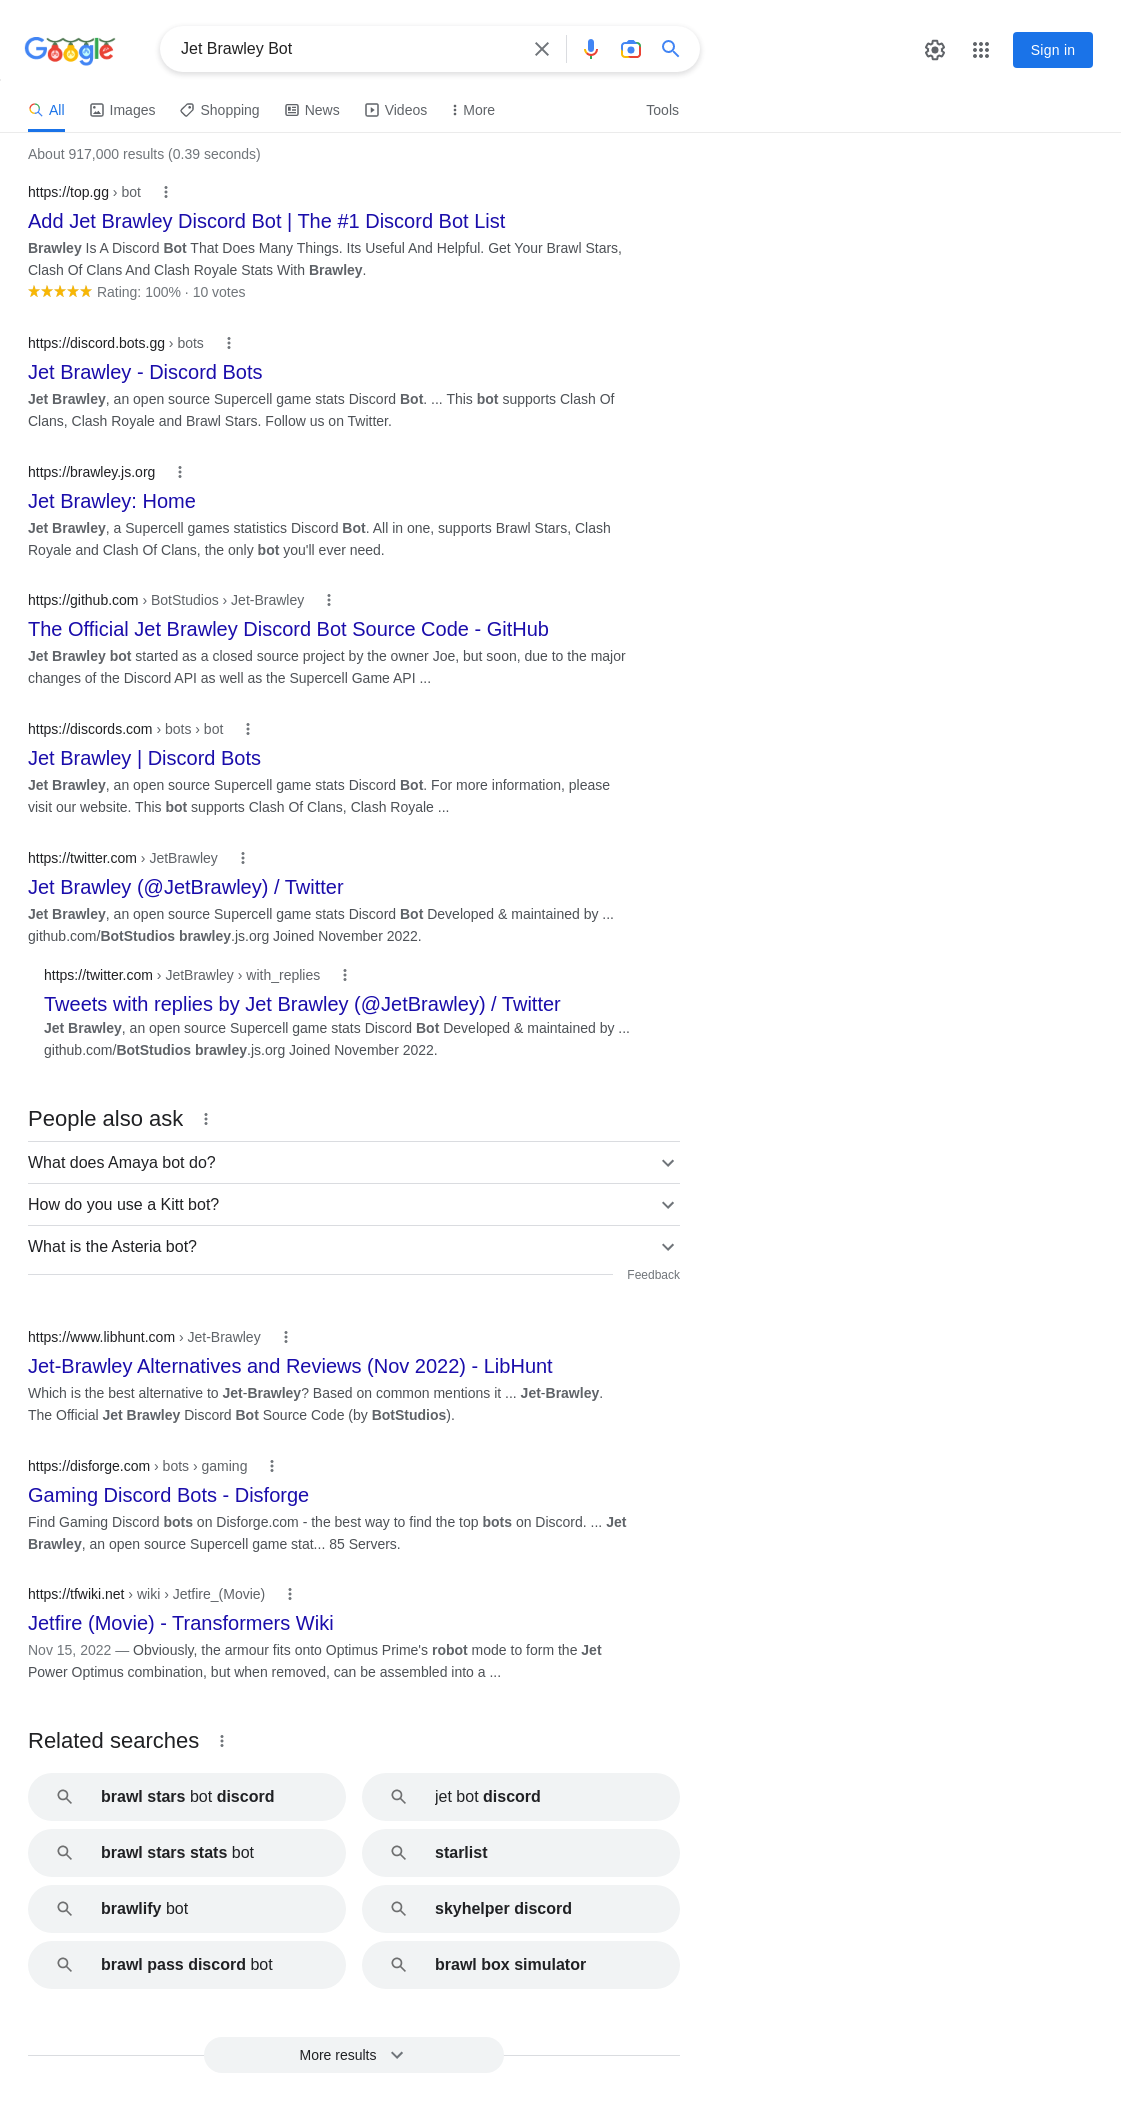 Google
Jet Brawley Bot
Sign in
All
Images
Shopping
News
Videos
More
Tools
About 917,000 results (0.39 seconds)
https://top.gg › bot
Add Jet Brawley Discord Bot | The #1 Discord Bot List
Brawley Is A Discord Bot That Does Many Things. Its Useful And Helpful. Get Your Brawl Stars,
Clash Of Clans And Clash Royale Stats With Brawley.
Rating: 100% · 10 votes
https://discord.bots.gg › bots
Jet Brawley - Discord Bots
Jet Brawley, an open source Supercell game stats Discord Bot. ... This bot supports Clash Of
Clans, Clash Royale and Brawl Stars. Follow us on Twitter.
https://brawley.js.org
Jet Brawley: Home
Jet Brawley, a Supercell games statistics Discord Bot. All in one, supports Brawl Stars, Clash
Royale and Clash Of Clans, the only bot you'll ever need.
https://github.com › BotStudios › Jet-Brawley
The Official Jet Brawley Discord Bot Source Code - GitHub
Jet Brawley bot started as a closed source project by the owner Joe, but soon, due to the major
changes of the Discord API as well as the Supercell Game API ...
https://discords.com › bots › bot
Jet Brawley | Discord Bots
Jet Brawley, an open source Supercell game stats Discord Bot. For more information, please
visit our website. This bot supports Clash Of Clans, Clash Royale ...
https://twitter.com › JetBrawley
Jet Brawley (@JetBrawley) / Twitter
Jet Brawley, an open source Supercell game stats Discord Bot Developed & maintained by ...
github.com/BotStudios brawley.js.org Joined November 2022.
https://twitter.com › JetBrawley › with_replies
Tweets with replies by Jet Brawley (@JetBrawley) / Twitter
Jet Brawley, an open source Supercell game stats Discord Bot Developed & maintained by ...
github.com/BotStudios brawley.js.org Joined November 2022.
People also ask
What does Amaya bot do?
How do you use a Kitt bot?
What is the Asteria bot?
Feedback
https://www.libhunt.com › Jet-Brawley
Jet-Brawley Alternatives and Reviews (Nov 2022) - LibHunt
Which is the best alternative to Jet-Brawley? Based on common mentions it ... Jet-Brawley.
The Official Jet Brawley Discord Bot Source Code (by BotStudios).
https://disforge.com › bots › gaming
Gaming Discord Bots - Disforge
Find Gaming Discord bots on Disforge.com - the best way to find the top bots on Discord. ... Jet
Brawley, an open source Supercell game stat... 85 Servers.
https://tfwiki.net › wiki › Jetfire_(Movie)
Jetfire (Movie) - Transformers Wiki
Nov 15, 2022 — Obviously, the armour fits onto Optimus Prime's robot mode to form the Jet
Power Optimus combination, but when removed, can be assembled into a ...
Related searches
brawl stars bot discord
jet bot discord
brawl stars stats bot
starlist
brawlify bot
skyhelper discord
brawl pass discord bot
brawl box simulator
More results